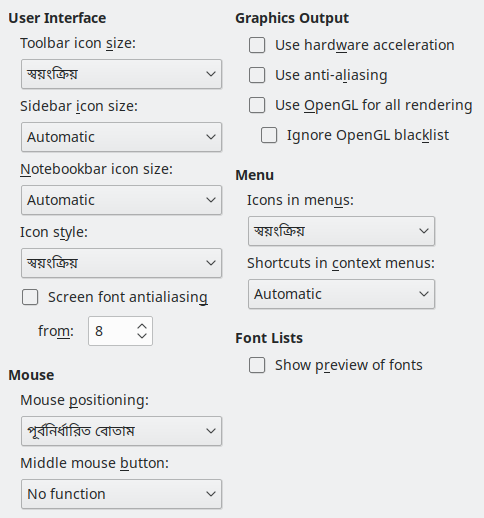 User Interface
Toolbar icon size:
স্বয়ংক্রিয়
Sidebar icon size:
Automatic
Notebookbar icon size:
Automatic
Icon style:
স্বয়ংক্রিয়
Screen font antialiasing
from: 8
Mouse
Mouse positioning:
পূর্বনির্ধারিত বোতাম
Middle mouse button:
No function
Graphics Output
Use hardware acceleration
Use anti-aliasing
Use OpenGL for all rendering
Ignore OpenGL blacklist
Menu
Icons in menus:
স্বয়ংক্রিয়
Shortcuts in context menus:
Automatic
Font Lists
Show preview of fonts